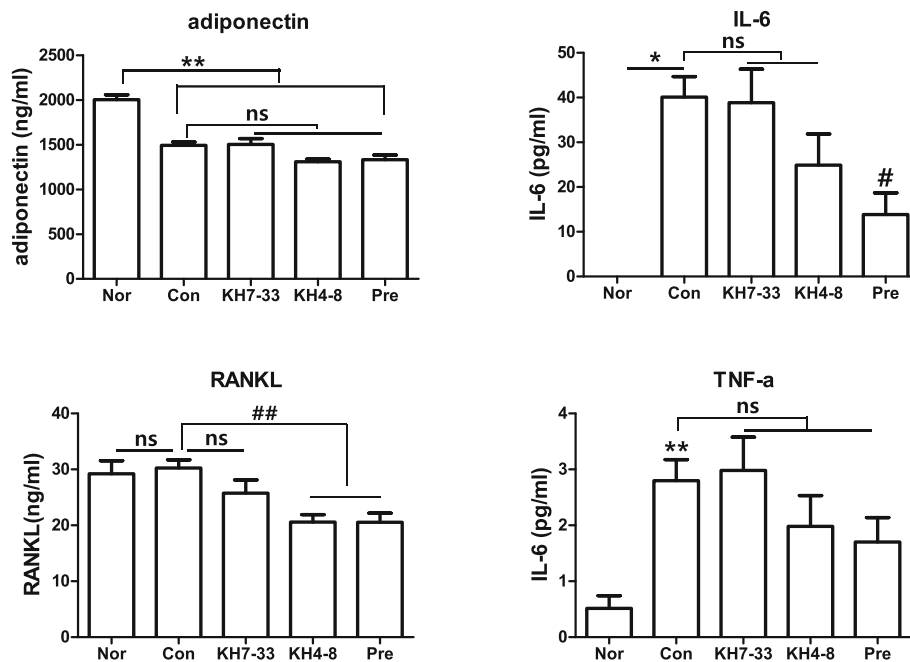 adiponectin
adiponectin (ng/ml)
2500
2000
1500
1000
500
0
**
ns
Nor Con KH7-33 KH4-8 Pre
IL-6
IL-6 (pg/ml)
50
40
30
20
10
0
*
ns
#
Nor Con KH7-33 KH4-8 Pre
RANKL
RANKL(ng/ml)
40
30
20
10
0
ns
ns
##
Nor Con KH7-33 KH4-8 Pre
TNF-a
IL-6 (pg/ml)
4
3
2
1
0
**
ns
Nor Con KH7-33 KH4-8 Pre